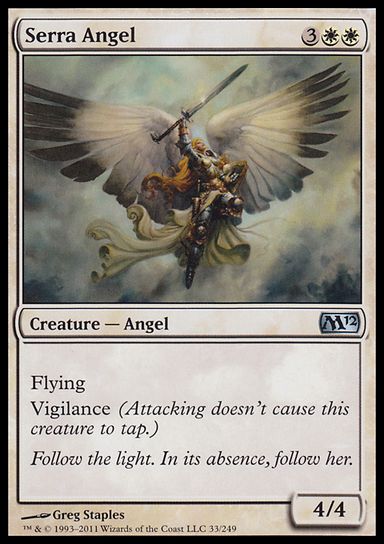 Serra Angel 3
Creature — Angel M12
Flying
Vigilance (Attacking doesn't cause this
creature to tap.)
Follow the light. In its absence, follow her.
Greg Staples
™ & © 1993–2011 Wizards of the Coast LLC 33/249
4/4